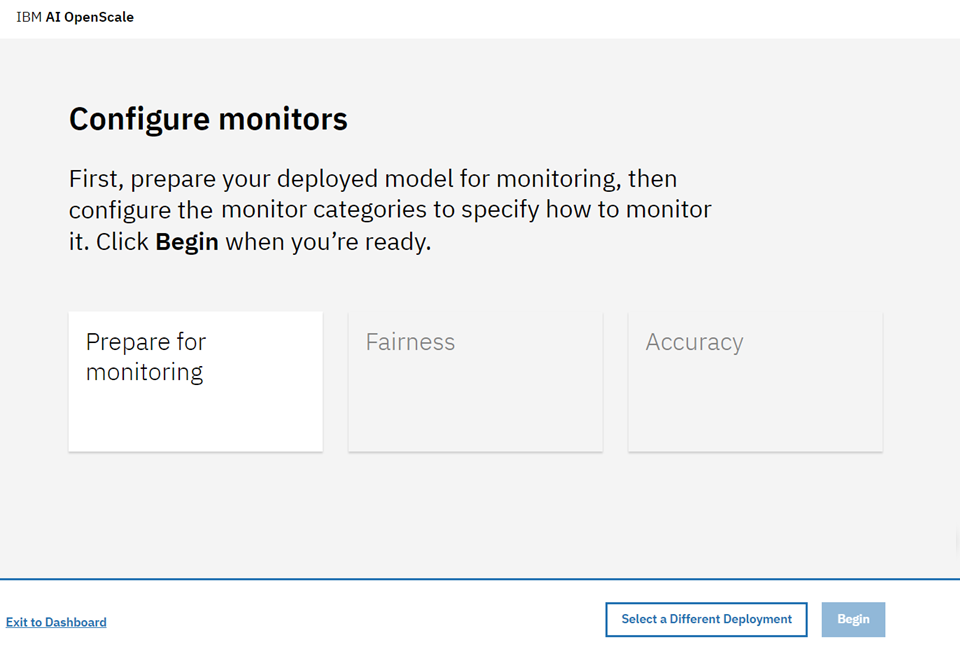 IBM AI OpenScale
Configure monitors
First, prepare your deployed model for monitoring, then
configure the monitor categories to specify how to monitor
it. Click Begin when you’re ready.
Prepare for
monitoring
Fairness
Accuracy
Exit to Dashboard
Select a Different Deployment
Begin